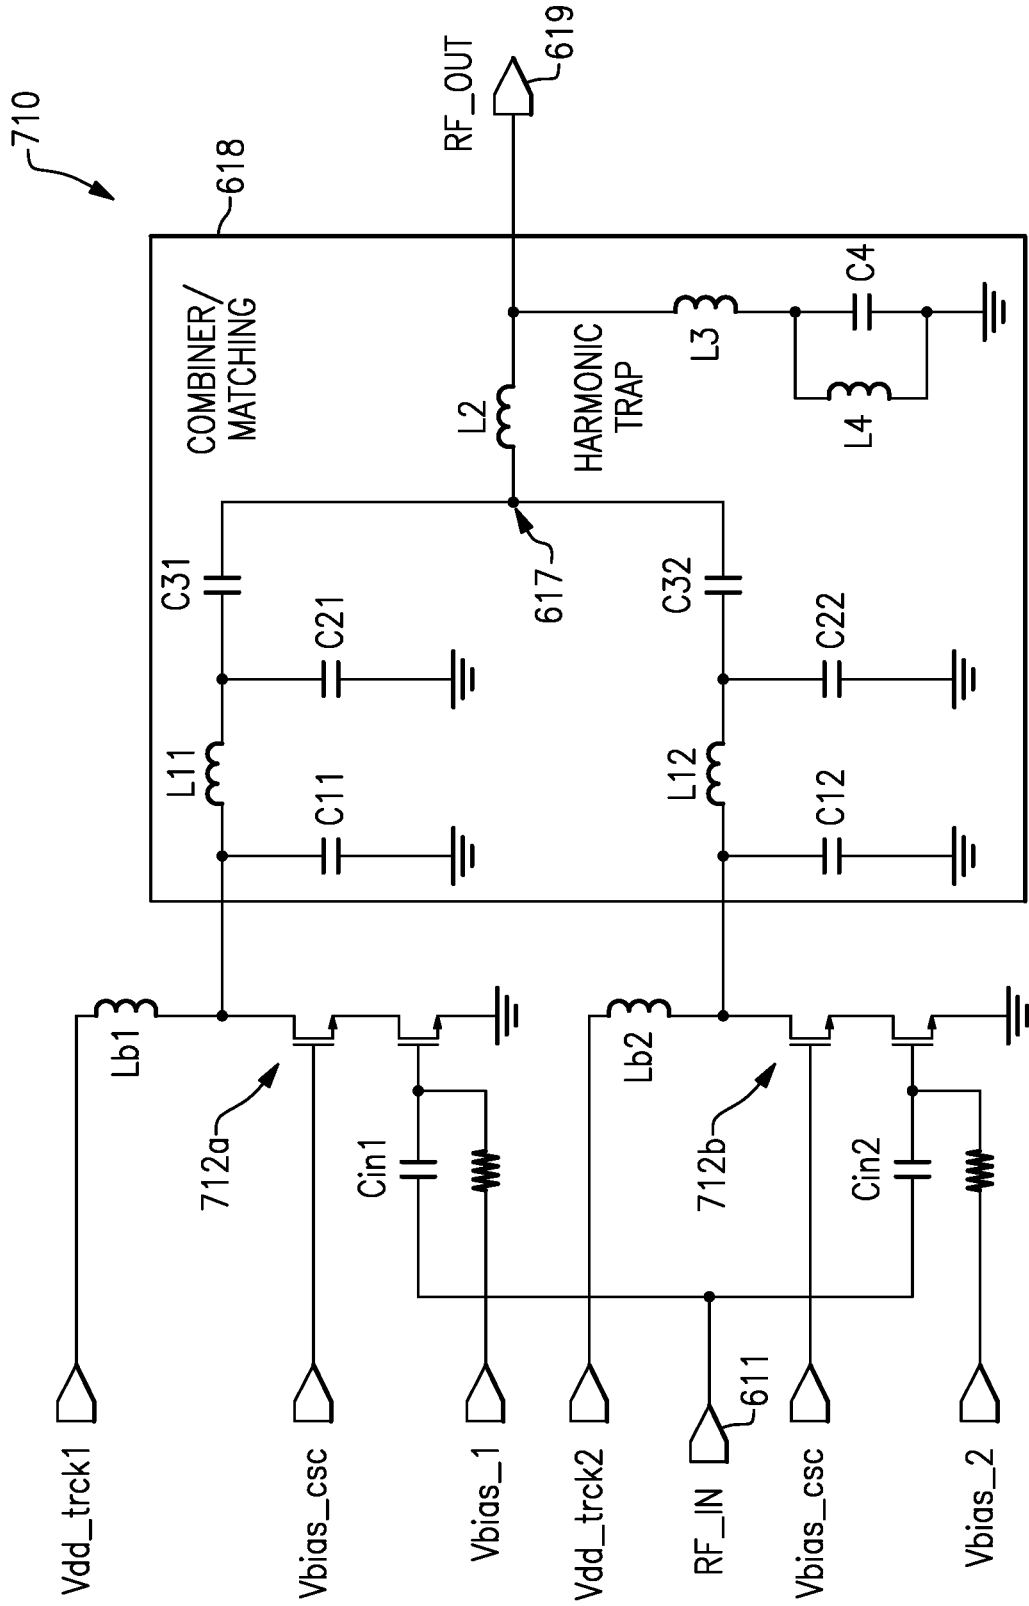 710
618
COMBINER/
MATCHING
RF_OUT
619
C31
L11
C21
C11
617
L2
HARMONIC
TRAP
L3
C4
L4
C32
L12
C22
C12
Vdd_trck1
Lb1
712a
Vbias_csc
Cin1
Vbias_1
Vdd_trck2
Lb2
RF_IN
611
712b
Vbias_csc
Cin2
Vbias_2